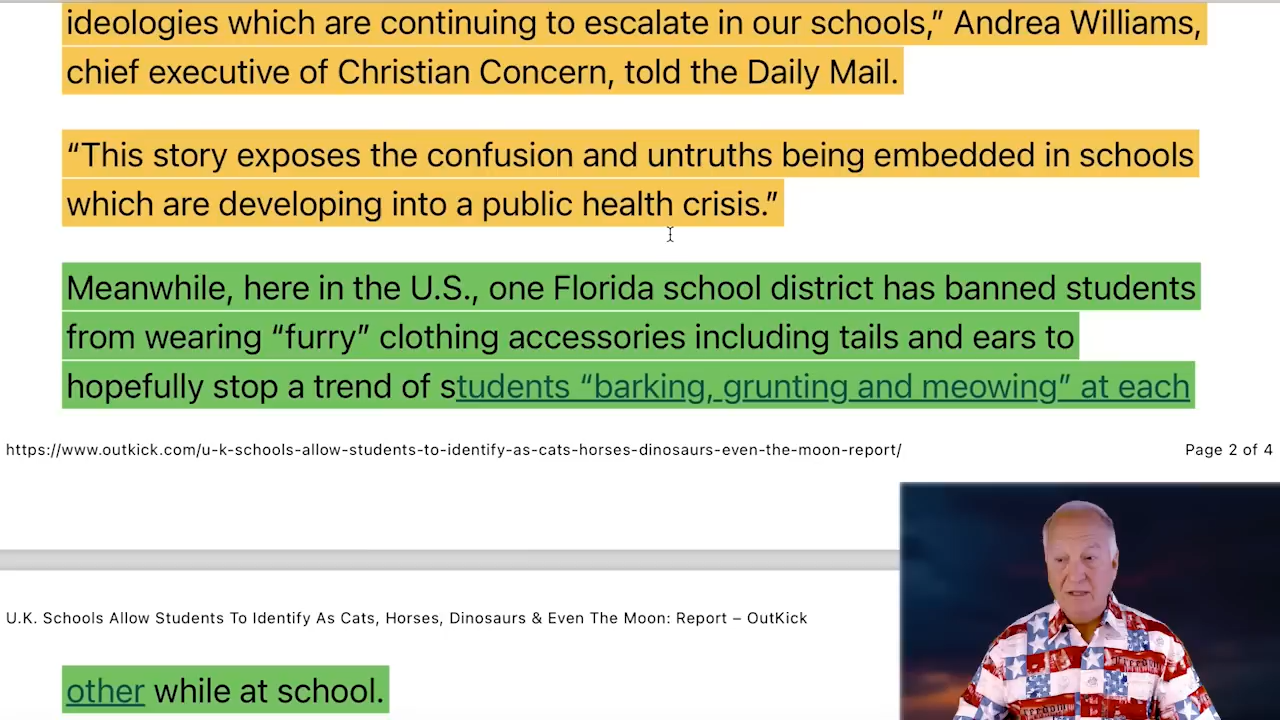 ideologies which are continuing to escalate in our schools,” Andrea Williams,
chief executive of Christian Concern, told the Daily Mail.
“This story exposes the confusion and untruths being embedded in schools
which are developing into a public health crisis.”
Meanwhile, here in the U.S., one Florida school district has banned students
from wearing “furry” clothing accessories including tails and ears to
hopefully stop a trend of students “barking, grunting and meowing” at each
https://www.outkick.com/u-k-schools-allow-students-to-identify-as-cats-horses-dinosaurs-even-the-moon-report/
Page 2 of 4
U.K. Schools Allow Students To Identify As Cats, Horses, Dinosaurs & Even The Moon: Report – OutKick
other while at school.
Freedom
freedom